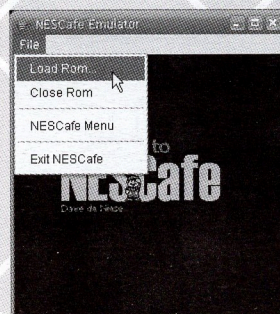 NESCafe Emulator
File
Load Rom...
Close Rom
NESCafe Menu
Exit NESCafe
to
NESCafe